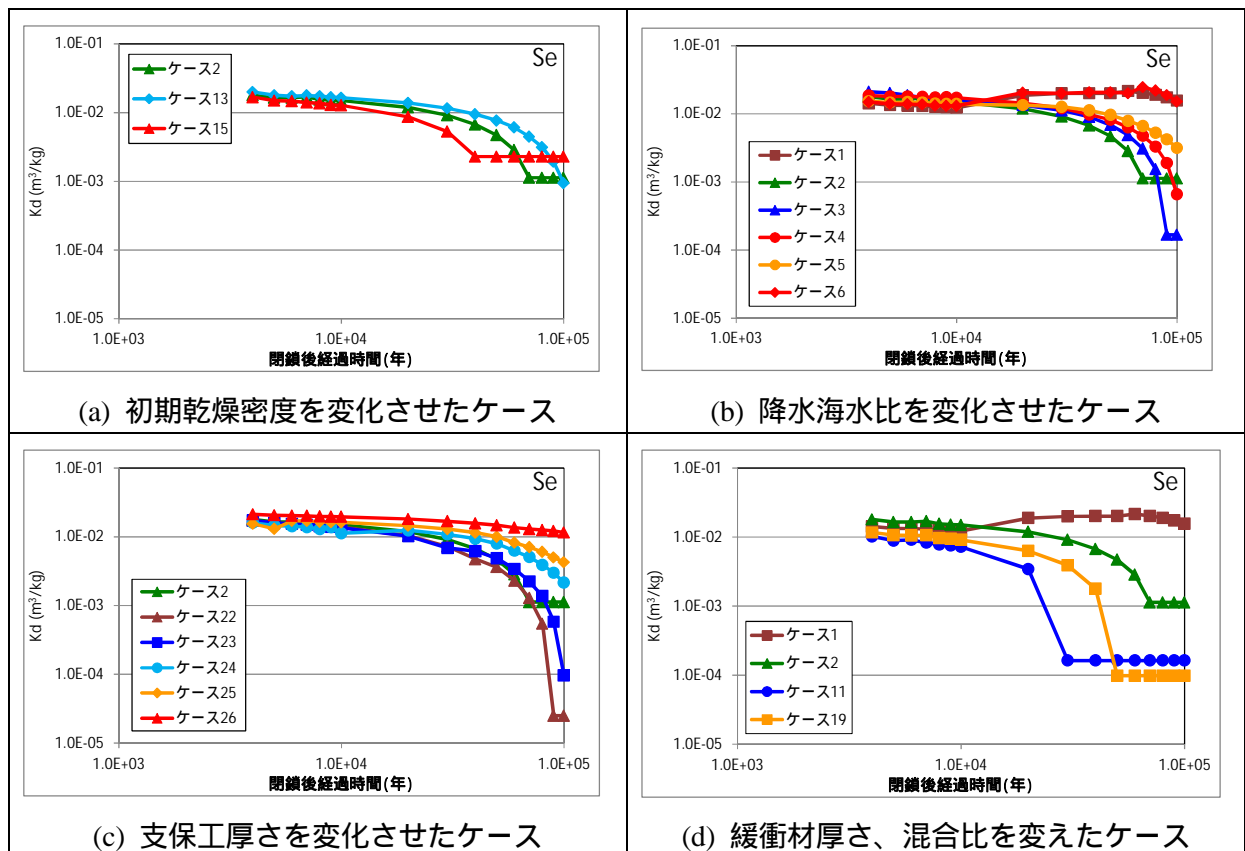 1.0E-01
Se
ケース2
ケース13
ケース15
1.0E-02
1.0E-03
1.0E-04
1.0E-05
Kd (m³/kg)
1.0E+03 1.0E+04 1.0E+05
閉鎖後経過時間(年)
(a) 初期乾燥密度を変化させたケース
1.0E-01
Se
1.0E-02
1.0E-03
1.0E-04
1.0E-05
Kd (m³/kg)
ケース1
ケース2
ケース3
ケース4
ケース5
ケース6
1.0E+03 1.0E+04 1.0E+05
閉鎖後経過時間(年)
(b) 降水海水比を変化させたケース
1.0E-01
Se
1.0E-02
1.0E-03
1.0E-04
1.0E-05
Kd (m³/kg)
ケース2
ケース22
ケース23
ケース24
ケース25
ケース26
1.0E+03 1.0E+04 1.0E+05
閉鎖後経過時間(年)
(c) 支保工厚さを変化させたケース
1.0E-01
Se
1.0E-02
1.0E-03
1.0E-04
1.0E-05
Kd (m³/kg)
ケース1
ケース2
ケース11
ケース19
1.0E+03 1.0E+04 1.0E+05
閉鎖後経過時間(年)
(d) 緩衝材厚さ、混合比を変えたケース